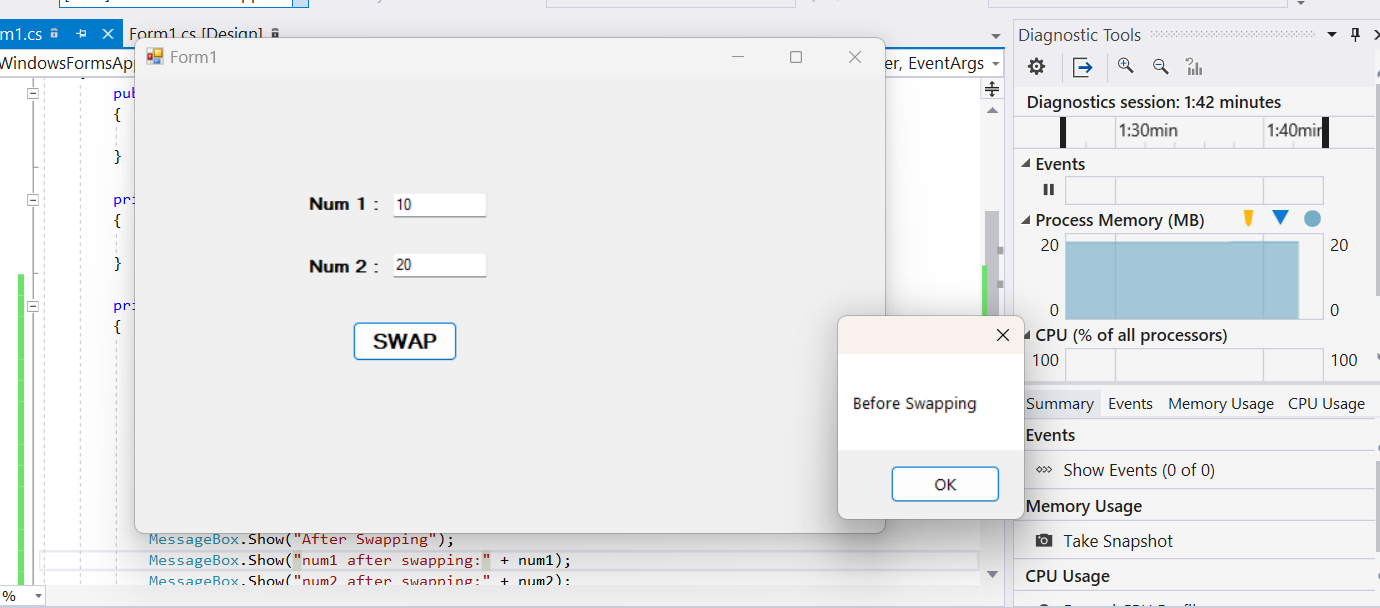 m1.cs
Form1.cs [Design]
Diagnostic Tools
WindowsFormsApp
er, EventArgs
Form1
Diagnostics session: 1:42 minutes
1:30min
1:40min
Events
Process Memory (MB)
20
20
0
0
CPU (% of all processors)
100
100
pub
{
}
pri
{
}
pri
{
Num 1 :
10
Num 2 :
20
SWAP
Before Swapping
OK
Summary Events Memory Usage CPU Usage
Events
Show Events (0 of 0)
Memory Usage
Take Snapshot
CPU Usage
MessageBox.Show("After Swapping");
MessageBox.Show("num1 after swapping:" + num1);
MessageBox.Show("num2 after swapping:" + num2);
%